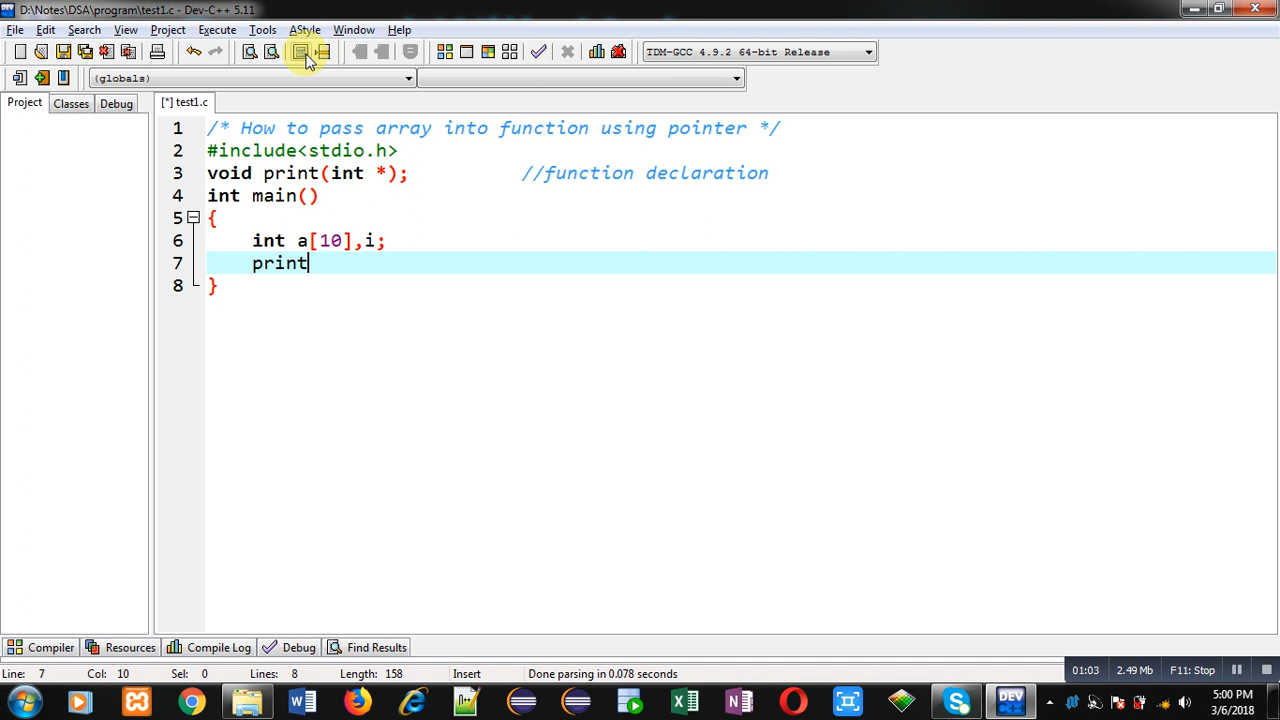 D:\Notes\DSA\program\test1.c - Dev-C++ 5.11
File Edit Search View Project Execute Tools AStyle Window Help
TDM-GCC 4.9.2 64-bit Release
(globals)
Project Classes Debug [*] test1.c
1 /* How to pass array into function using pointer */
2 #include<stdio.h>
3 void print(int *); //function declaration
4 int main()
5 {
6 int a[10],i;
7 print
8 }
Compiler Resources Compile Log Debug Find Results
Line: 7 Col: 10 Sel: 0 Lines: 8 Length: 158 Insert Done parsing in 0.078 seconds
01:03 2.49 Mb F11: Stop
DEV C++
5:00 PM
3/6/2018